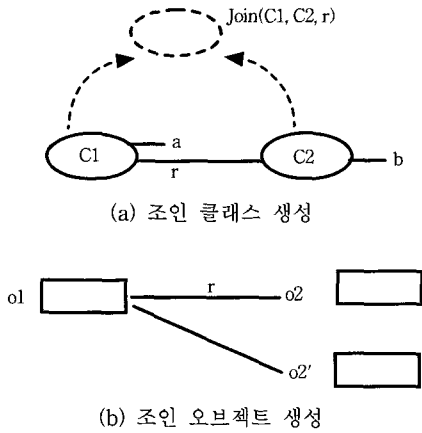 Join(C1, C2, r)
C1
a
r
C2
b
(a) 조인 클래스 생성
o1
r
o2
o2'
(b) 조인 오브젝트 생성